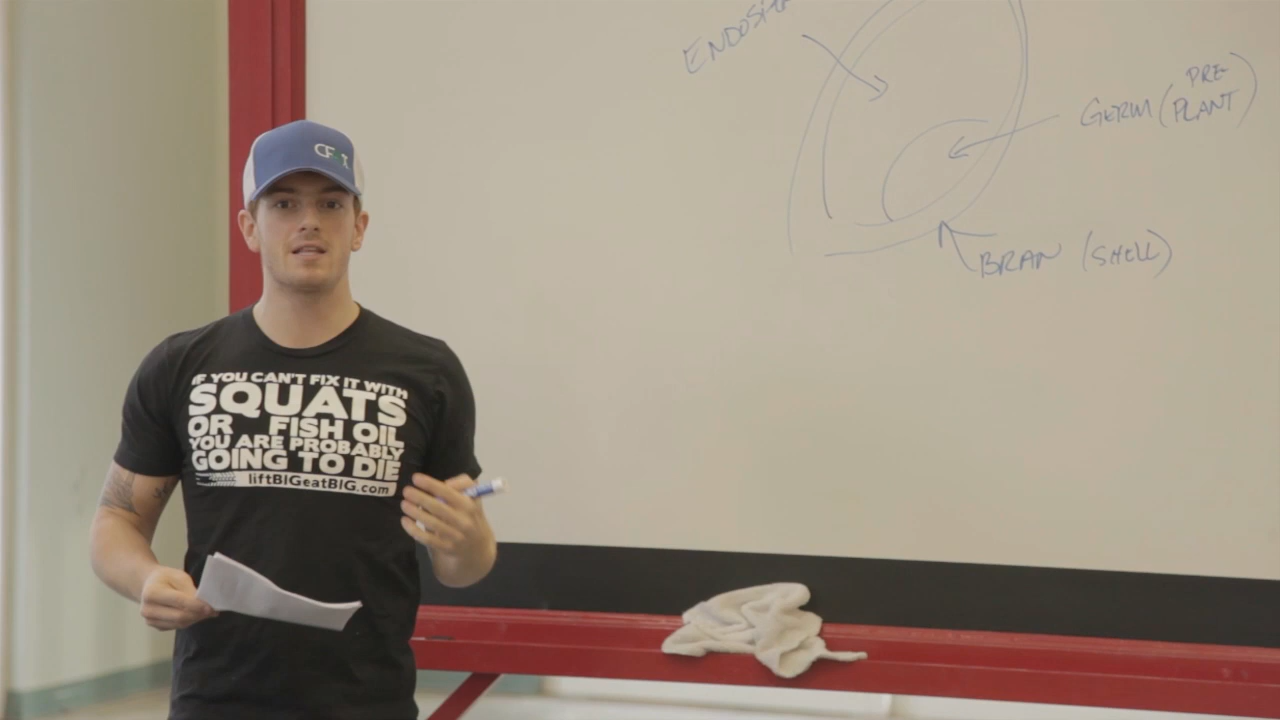 PRE-
GERM (PLANT)
BRAN (SHELL)
IF YOU CAN'T FIX IT WITH
SQUATS
OR FISH OIL
YOU ARE PROBABLY
GOING TO DIE
liftBIGeatBIG.com